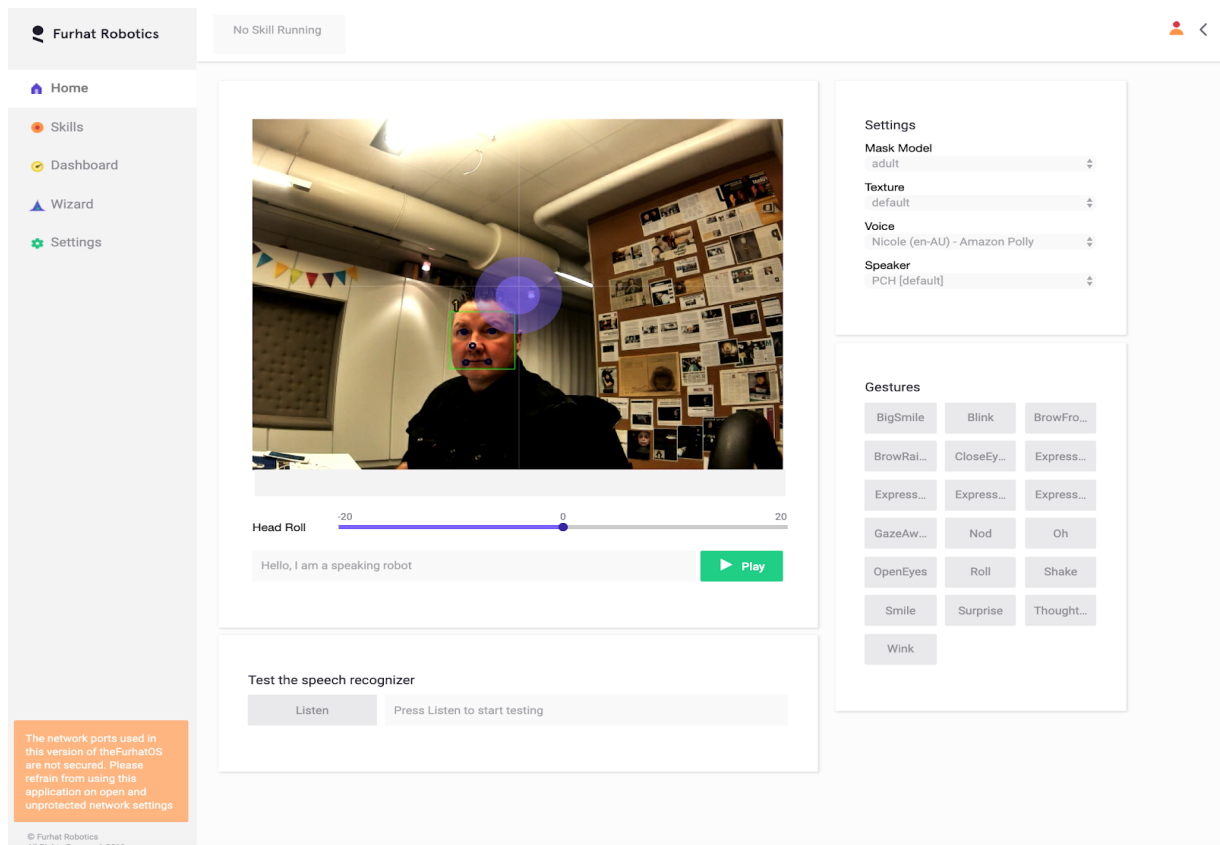 Furhat Robotics
No Skill Running
Home
Skills
Dashboard
Wizard
Settings
1
Head Roll
-20
0
20
Hello, I am a speaking robot
Play
Test the speech recognizer
Listen
Press Listen to start testing
Settings
Mask Model
adult
Texture
default
Voice
Nicole (en-AU) - Amazon Polly
Speaker
PCH [default]
Gestures
BigSmile
Blink
BrowFro...
BrowRai...
CloseEy...
Express...
Express...
Express...
Express...
GazeAw...
Nod
Oh
OpenEyes
Roll
Shake
Smile
Surprise
Thought...
Wink
The network ports used in
this version of theFurhatOS
are not secured. Please
refrain from using this
application on open and
unprotected network settings
© Furhat Robotics